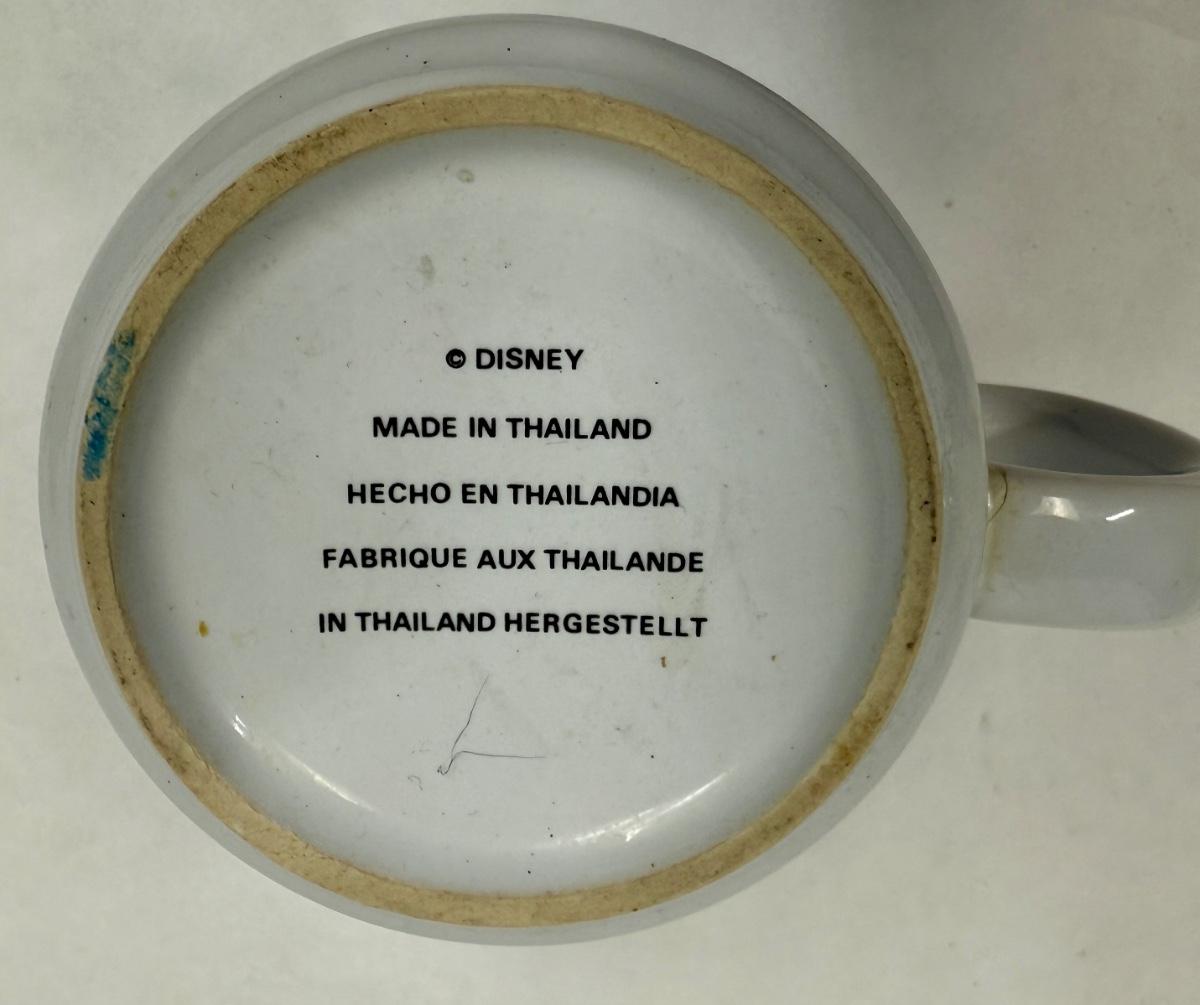 © DISNEY
MADE IN THAILAND
HECHO EN THAILANDIA
FABRIQUE AUX THAILANDE
IN THAILAND HERGESTELLT